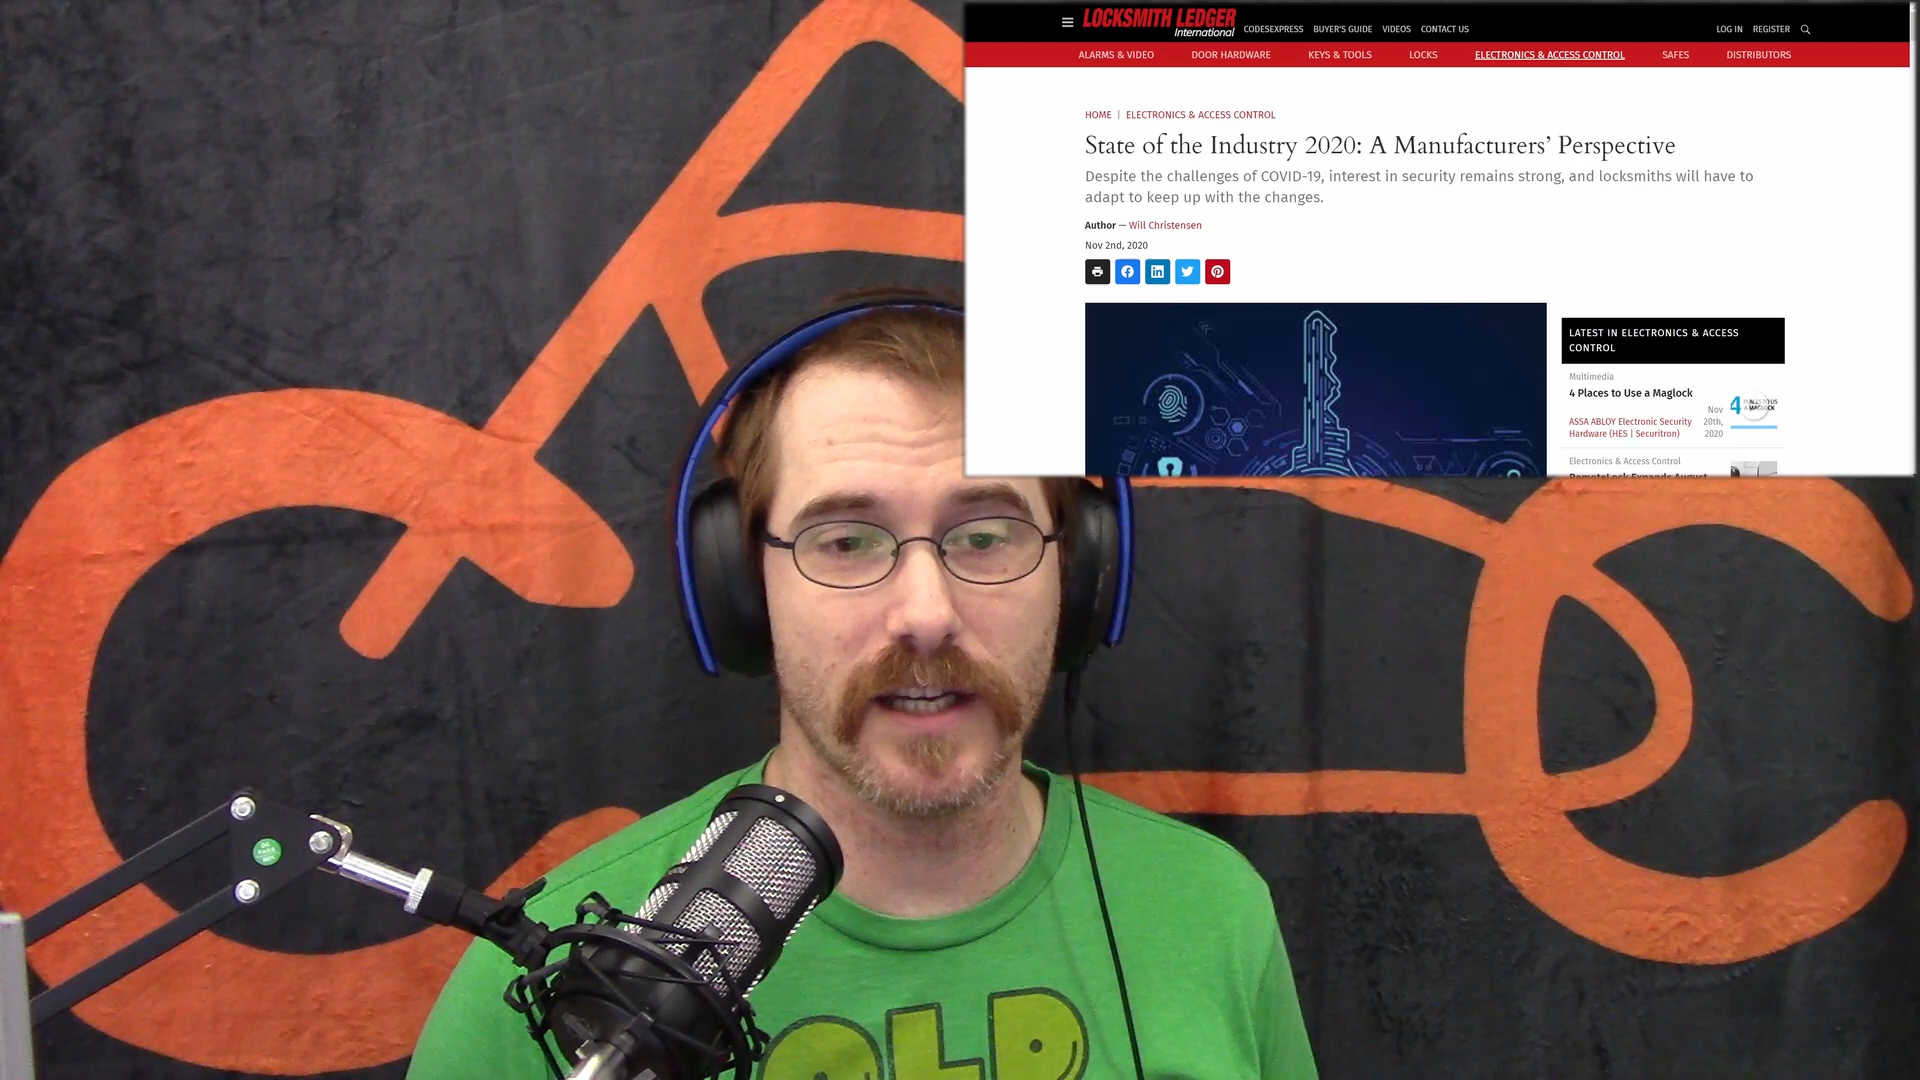 LOCKSMITH LEDGER
International
CODESEXPRESS BUYER'S GUIDE VIDEOS CONTACT US
LOG IN REGISTER
ALARMS & VIDEO DOOR HARDWARE KEYS & TOOLS LOCKS ELECTRONICS & ACCESS CONTROL SAFES DISTRIBUTORS
HOME | ELECTRONICS & ACCESS CONTROL
State of the Industry 2020: A Manufacturers’ Perspective
Despite the challenges of COVID-19, interest in security remains strong, and locksmiths will have to
adapt to keep up with the changes.
Author — Will Christensen
Nov 2nd, 2020
LATEST IN ELECTRONICS & ACCESS
CONTROL
Multimedia
4 Places to Use a Maglock
ASSA ABLOY Electronic Security
Hardware (HES | Securitron)
Nov
20th,
2020
Electronics & Access Control
RemoteLock Expands August
OLD